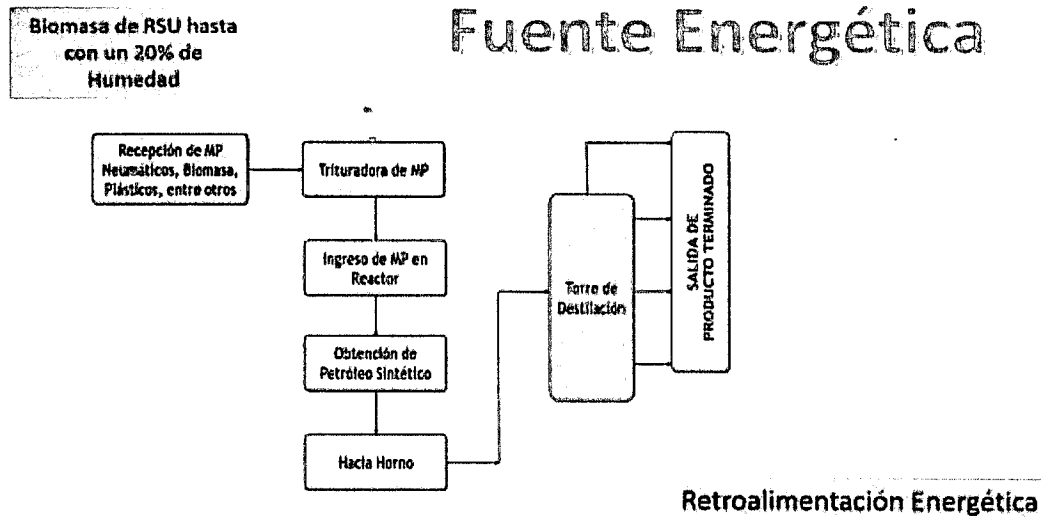 Biomasa de RSU hasta
con un 20% de
Humedad
Fuente Energética
Recepción de MP
Neumáticos, Biomasa,
Plásticos, entre otros
Trituradora de MP
Ingreso de MP en
Reactor
Obtención de
Petróleo Sintético
Hacia Horno
Torre de
Destilación
SALIDA DE
PRODUCTO TERMINADO
Retroalimentación Energética